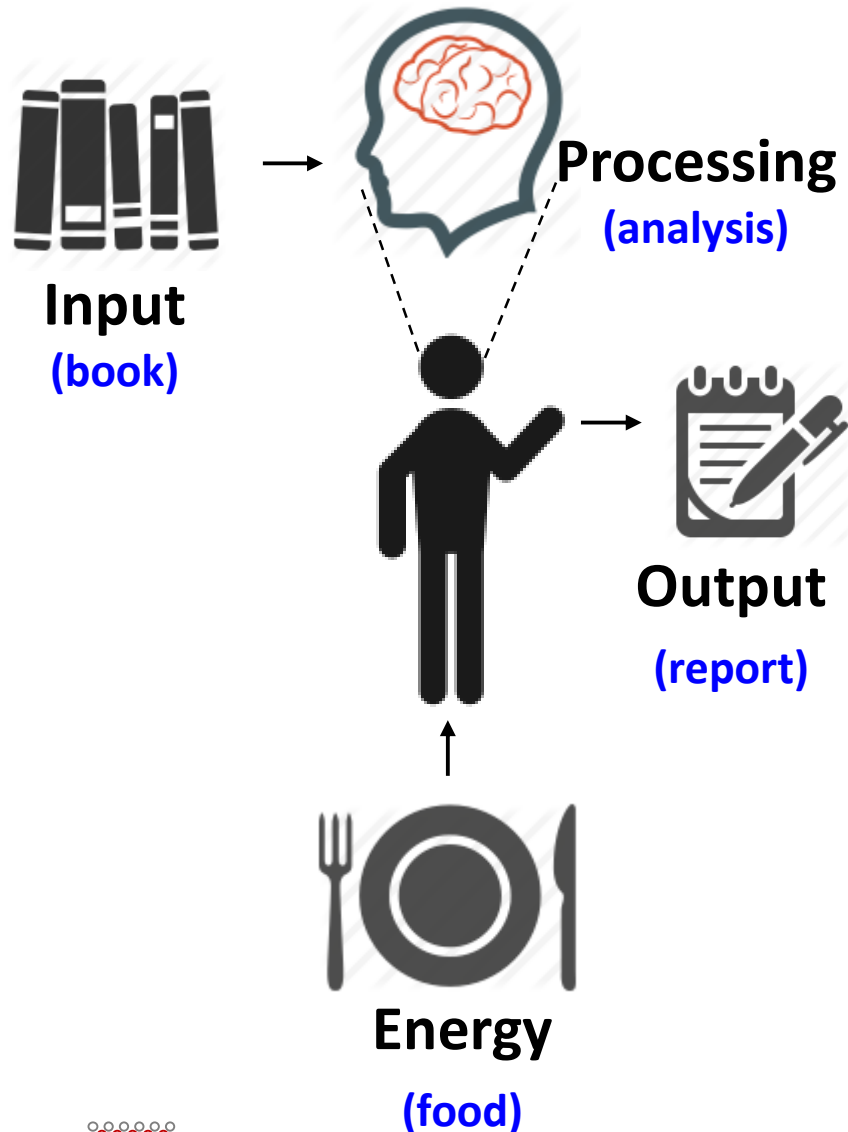 Processing
(analysis)
Input
(book)
Output
(report)
Energy
(food)